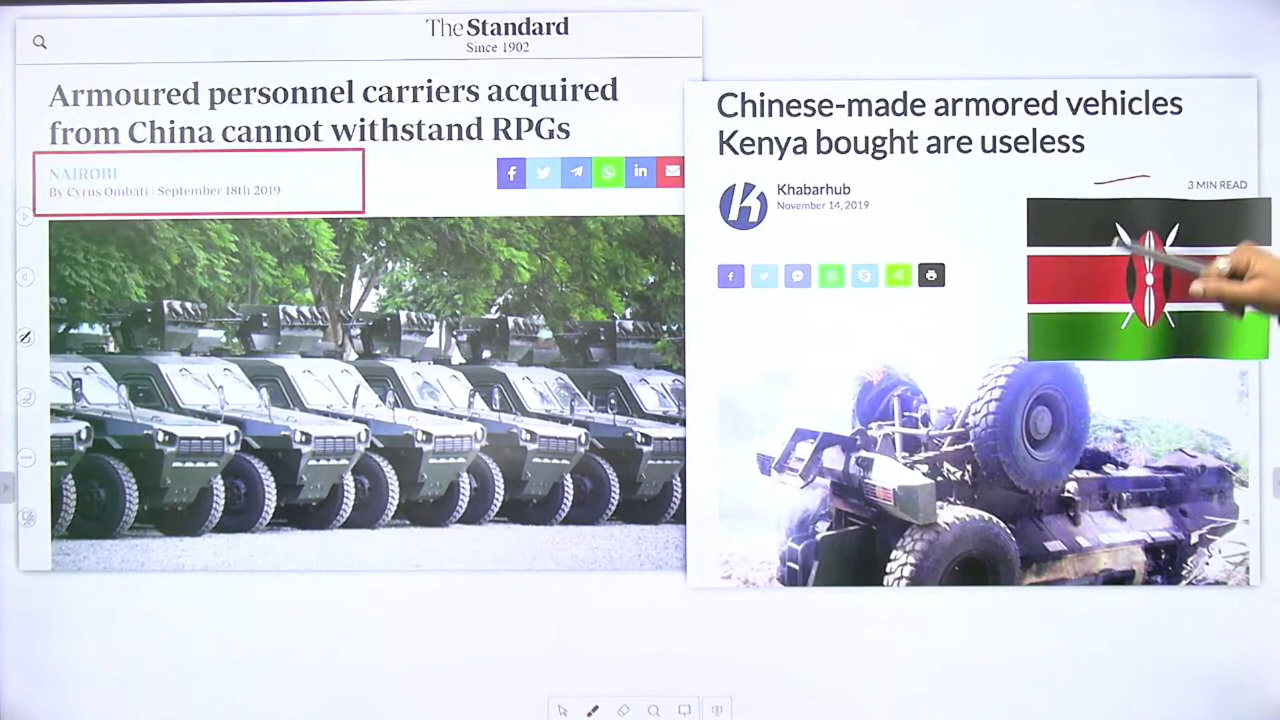 The Standard
Since 1902
Armoured personnel carriers acquired
from China cannot withstand RPGs
NAIROBI
By Cyrus Ombati | September 18th 2019
Chinese-made armored vehicles
Kenya bought are useless
Khabarhub
November 14, 2019
3 MIN READ